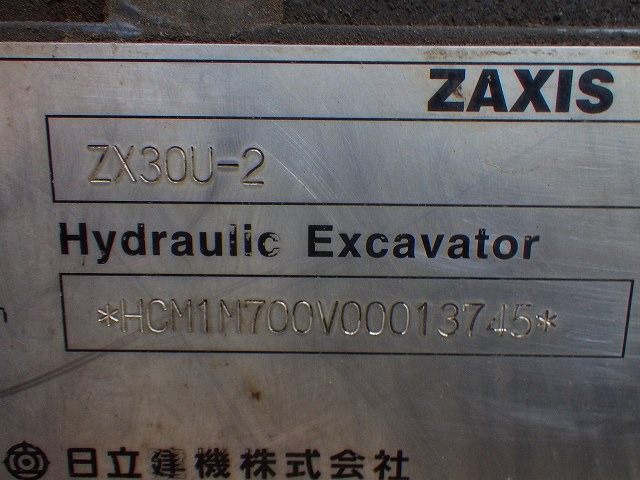 ZAXIS
ZX30U-2
Hydraulic Excavator
*HCM1M700V00013745*
日立建機株式会社